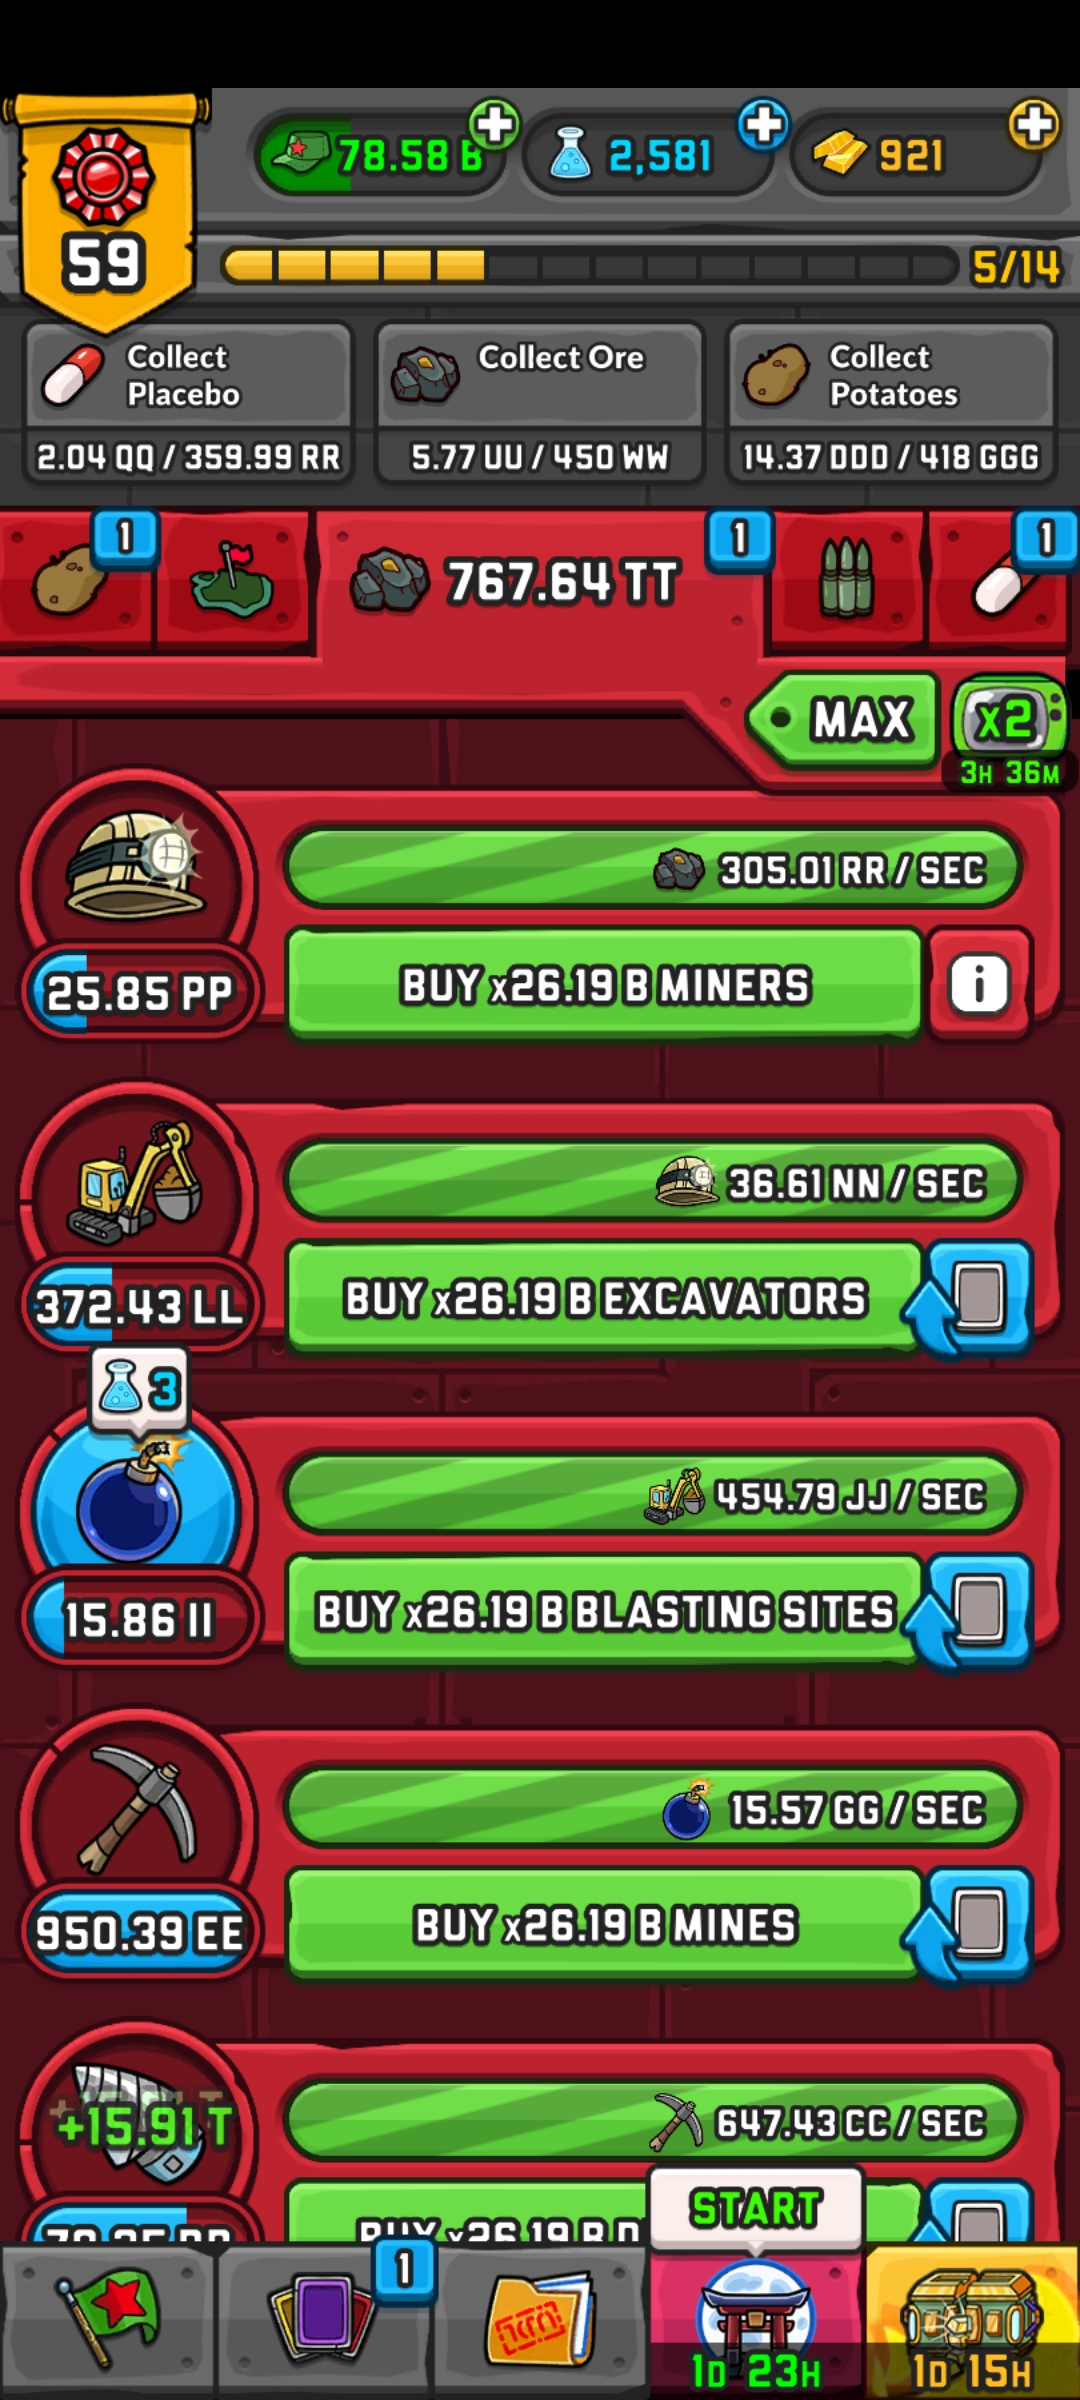 78.58 B
2,581
921
59
5/14
Collect
Placebo
2.04 QQ / 359.99 RR
Collect Ore
5.77 UU / 450 WW
Collect
Potatoes
14.37 DDD / 418 GGG
1
767.64 TT
1
1
MAX
x2
3H 36M
305.01 RR / SEC
25.85 PP
BUY x26.19 B MINERS
i
36.61 NN / SEC
372.43 LL
BUY x26.19 B EXCAVATORS
3
454.79 JJ / SEC
15.86 II
BUY x26.19 B BLASTING SITES
15.57 GG / SEC
950.39 EE
BUY x26.19 B MINES
+15.91 T
647.43 CC / SEC
BUY x26.19 B
START
1
1D 23H
1D 15H